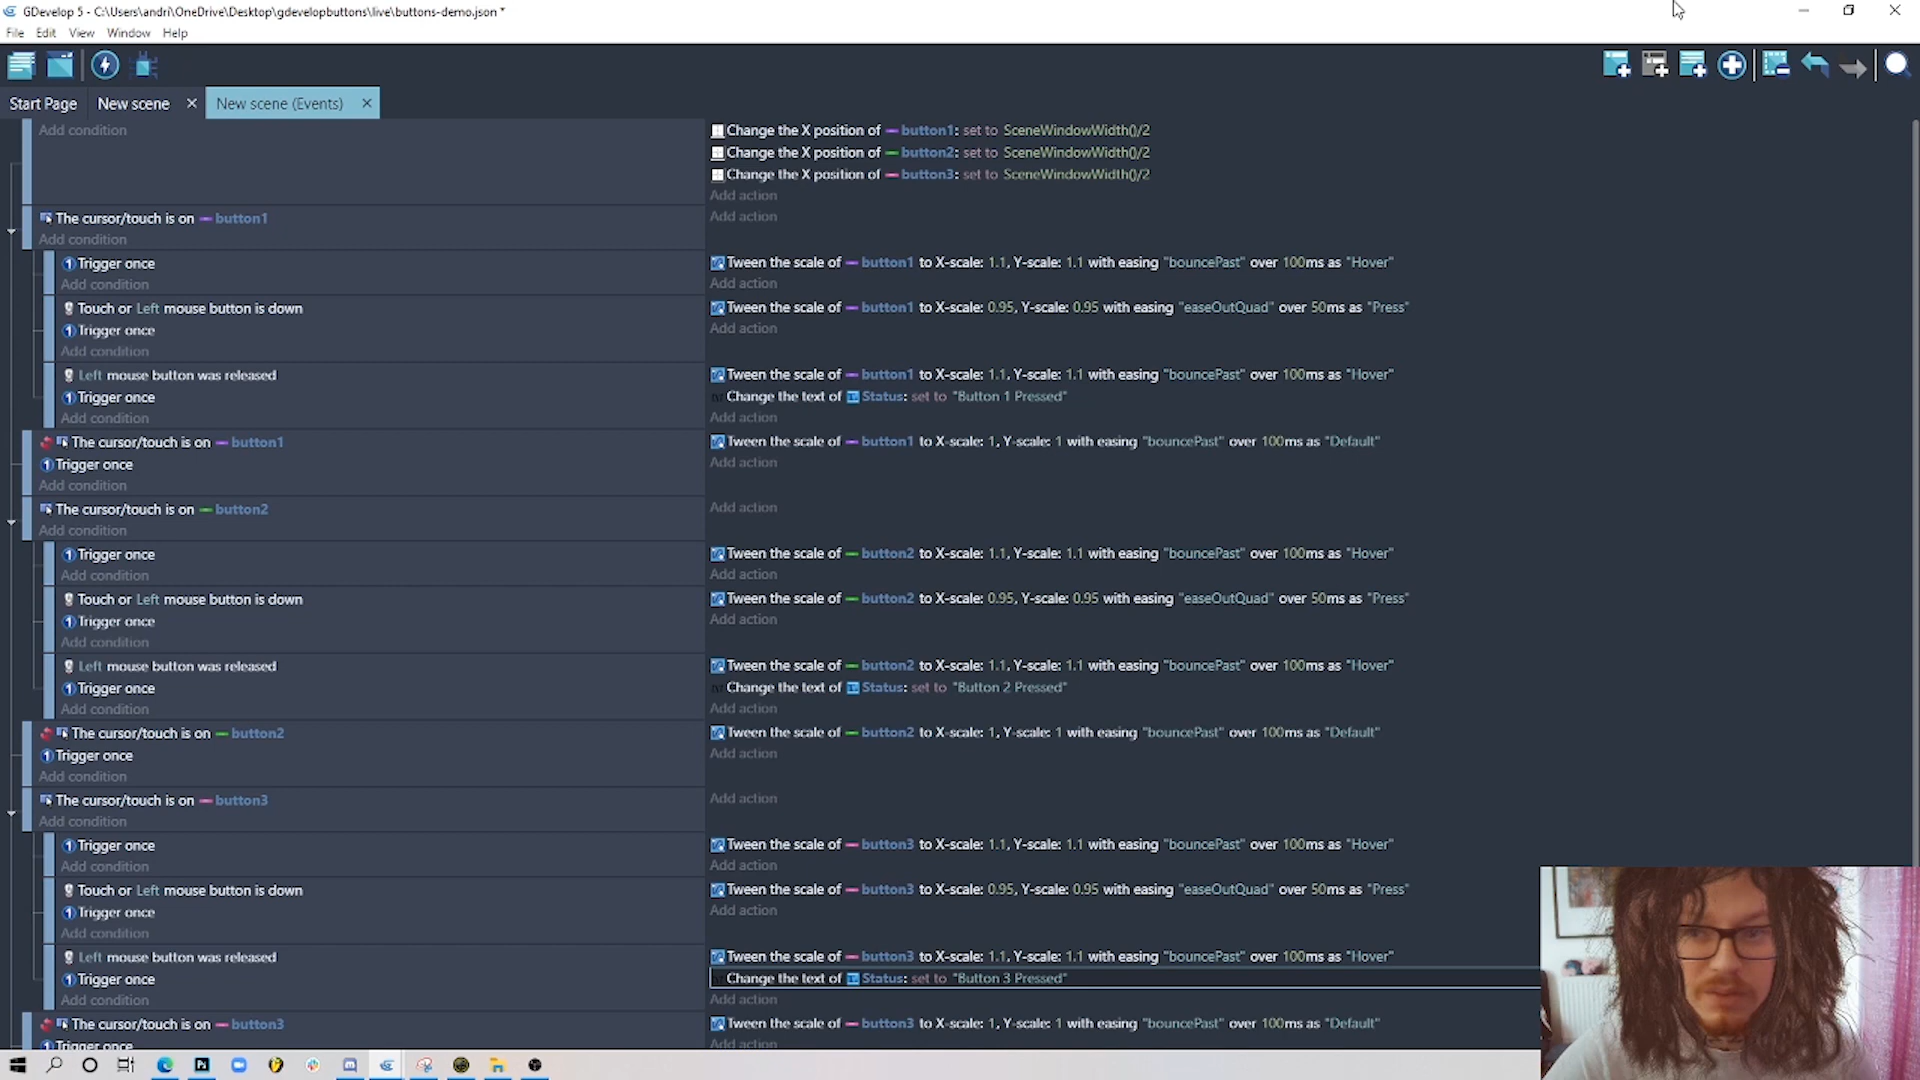 GDevelop 5 - C:\Users\andri\OneDrive\Desktop\gdevelopbuttons\live\buttons-demo.json *
File Edit View Window Help
Start Page New scene × New scene (Events) ×
Add condition
Change the X position of button1: set to SceneWindowWidth()/2
Change the X position of button2: set to SceneWindowWidth()/2
Change the X position of button3: set to SceneWindowWidth()/2
Add action
The cursor/touch is on button1
Add action
Add condition
Trigger once
Tween the scale of button1 to X-scale: 1.1, Y-scale: 1.1 with easing "bouncePast" over 100ms as "Hover"
Add condition
Add action
Touch or Left mouse button is down
Tween the scale of button1 to X-scale: 0.95, Y-scale: 0.95 with easing "easeOutQuad" over 50ms as "Press"
Trigger once
Add action
Add condition
Left mouse button was released
Tween the scale of button1 to X-scale: 1.1, Y-scale: 1.1 with easing "bouncePast" over 100ms as "Hover"
Trigger once
Change the text of Status: set to "Button 1 Pressed"
Add condition
Add action
The cursor/touch is on button1
Tween the scale of button1 to X-scale: 1, Y-scale: 1 with easing "bouncePast" over 100ms as "Default"
Trigger once
Add action
Add condition
The cursor/touch is on button2
Add action
Add condition
Trigger once
Tween the scale of button2 to X-scale: 1.1, Y-scale: 1.1 with easing "bouncePast" over 100ms as "Hover"
Add condition
Add action
Touch or Left mouse button is down
Tween the scale of button2 to X-scale: 0.95, Y-scale: 0.95 with easing "easeOutQuad" over 50ms as "Press"
Trigger once
Add action
Add condition
Left mouse button was released
Tween the scale of button2 to X-scale: 1.1, Y-scale: 1.1 with easing "bouncePast" over 100ms as "Hover"
Trigger once
Change the text of Status: set to "Button 2 Pressed"
Add condition
Add action
The cursor/touch is on button2
Tween the scale of button2 to X-scale: 1, Y-scale: 1 with easing "bouncePast" over 100ms as "Default"
Trigger once
Add action
Add condition
The cursor/touch is on button3
Add action
Add condition
Trigger once
Tween the scale of button3 to X-scale: 1.1, Y-scale: 1.1 with easing "bouncePast" over 100ms as "Hover"
Add condition
Add action
Touch or Left mouse button is down
Tween the scale of button3 to X-scale: 0.95, Y-scale: 0.95 with easing "easeOutQuad" over 50ms as "Press"
Trigger once
Add action
Add condition
Left mouse button was released
Tween the scale of button3 to X-scale: 1.1, Y-scale: 1.1 with easing "bouncePast" over 100ms as "Hover"
Trigger once
Change the text of Status: set to "Button 3 Pressed"
Add condition
Add action
The cursor/touch is on button3
Tween the scale of button3 to X-scale: 1, Y-scale: 1 with easing "bouncePast" over 100ms as "Default"
Trigger once
Add action